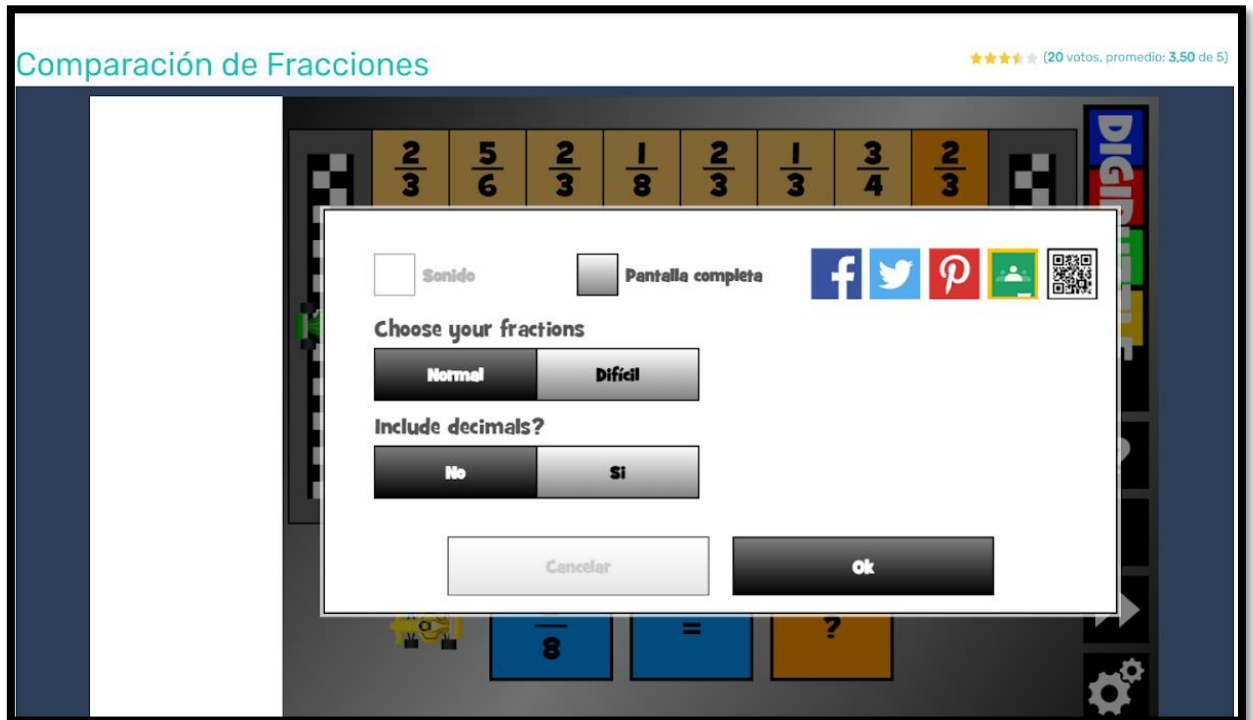 Comparación de Fracciones
(20 votos, promedio: 3,50 de 5)
2/3 5/6 2/3 1/8 2/3 1/3 3/4 2/3
Sonido
Pantalla completa
Choose your fractions
Normal Difícil
Include decimals?
No Si
Cancelar Ok
8 = ?